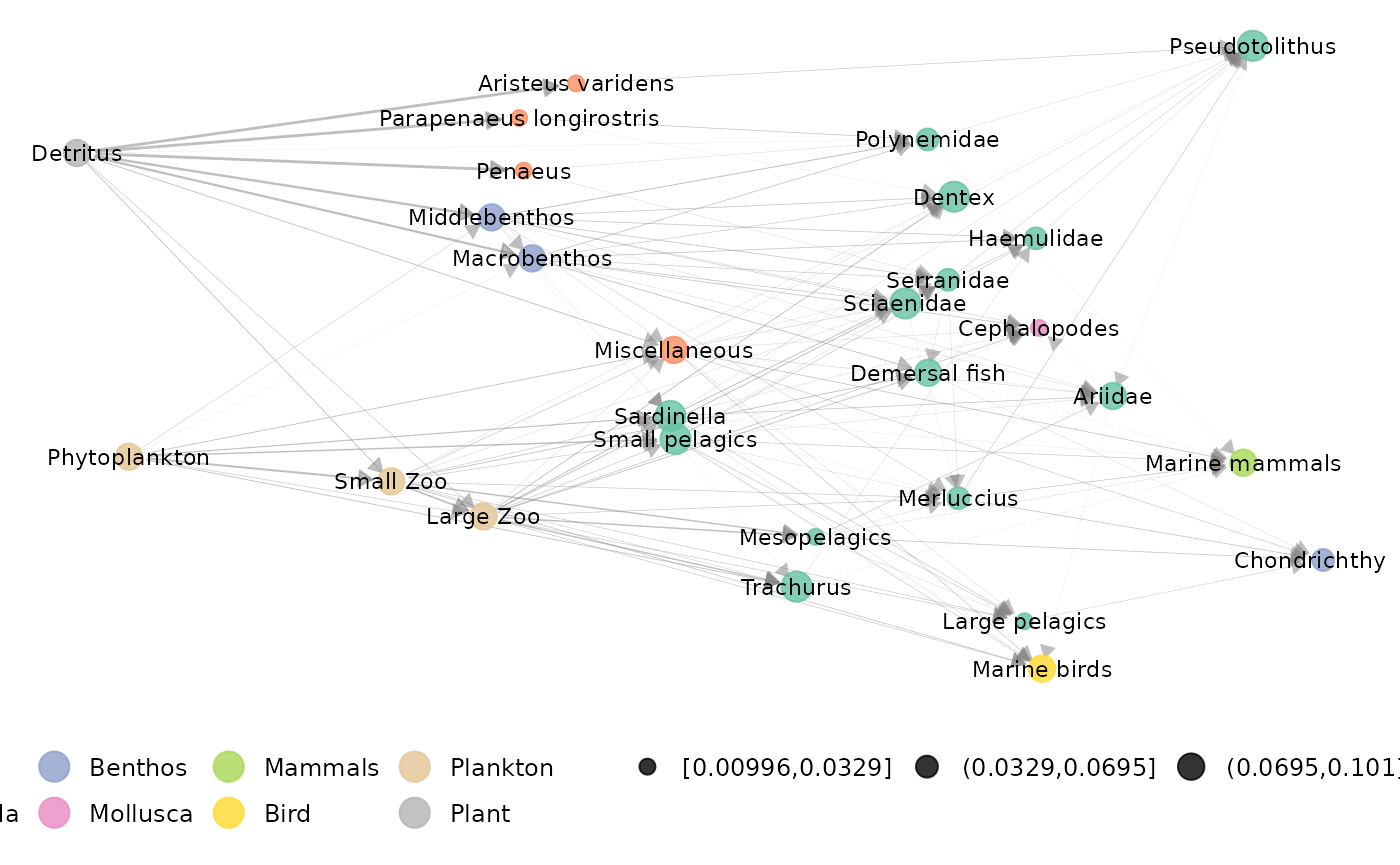 Pseudotolithus
Aristeus varidens
Parapenaeus longirostris
Polynemidae
Detritus
Penaeus
Dentex
Middlebenthos
Haemulidae
Macrobenthos
Serranidae
Sciaenidae
Cephalopodes
Miscellaneous
Demersal fish
Ariidae
Sardinella
Small pelagics
Phytoplankton
Marine mammals
Small Zoo
Merluccius
Large Zoo
Mesopelagics
Chondrichthy
Trachurus
Large pelagics
Marine birds
Benthos Mammals Plankton [0.00996,0.0329] (0.0329,0.0695] (0.0695,0.101]
da Mollusca Bird Plant